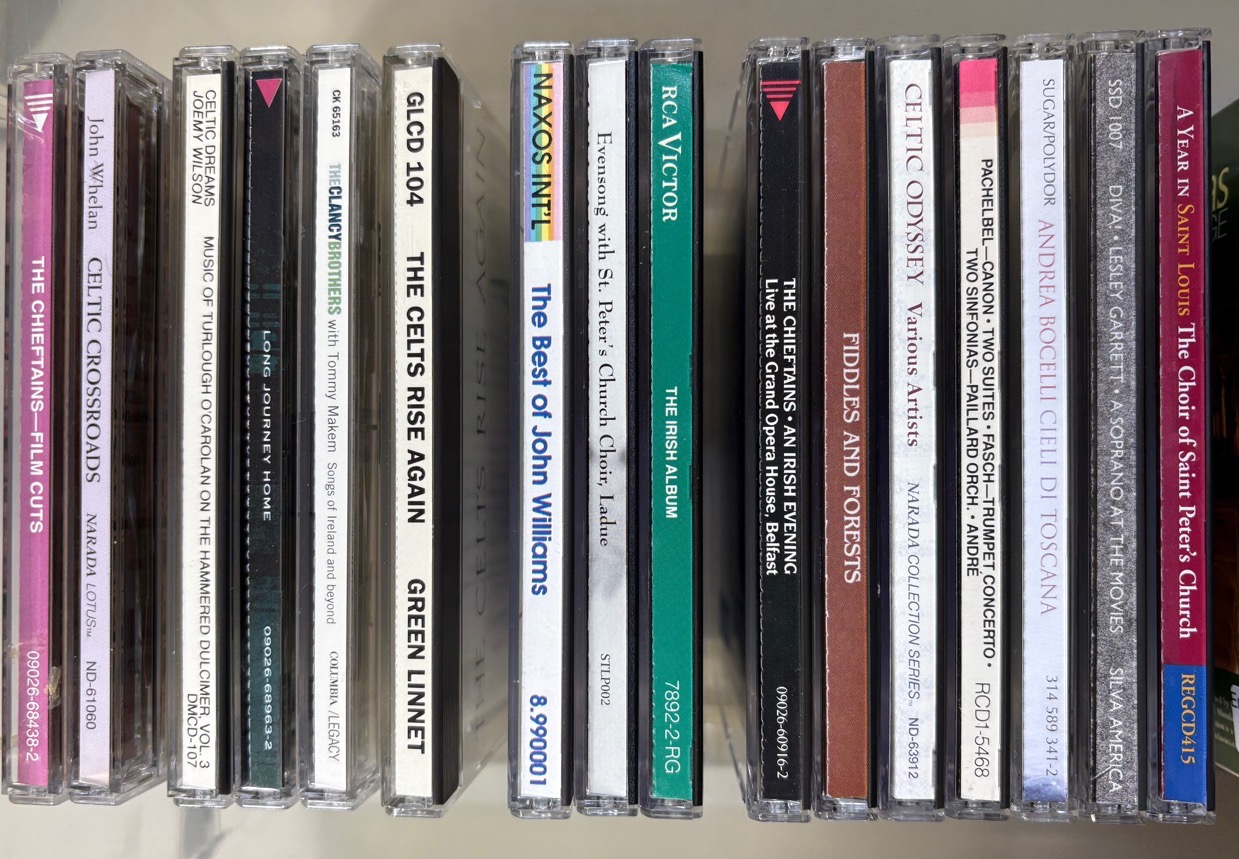 THE CHIEFTAINS—FILM CUTS
09026-68438-2
John Whelan CELTIC CROSSROADS NARADA LOTUS™ ND-61060
CELTIC DREAMS
JOEMY WILSON
MUSIC OF TURLOUGH O'CAROLAN ON THE HAMMERED DULCIMER, VOL. 3
DMCD-107
LONG JOURNEY HOME
09026-68963-2
CK 65163 THE CLANCY BROTHERS with Tommy Makem Songs of Ireland and beyond COLUMBIA/LEGACY
GLCD 104 THE CELTS RISE AGAIN GREEN LINNET
NAXOS INT'L The Best of John Williams 8.990001
Evensong with St. Peter's Church Choir, Ladue STLP002
RCA VICTOR THE IRISH ALBUM 7892-2-RG
THE CHIEFTAINS • AN IRISH EVENING
Live at the Grand Opera House, Belfast
09026-60916-2
FIDDLES AND FORESTS
CELTIC ODYSSEY Various Artists NARADA COLLECTION SERIES™ ND-63912
PACHELBEL—CANON • TWO SUITES • FASCH—TRUMPET CONCERTO •
TWO SINFONIAS—PAILLARD ORCH. • ANDRÉ
RCD1-5468
SUGAR/POLYDOR ANDREA BOCELLI CIELI DI TOSCANA 314 589 341-2
SSD 1007 DIVA! • LESLEY GARRETT • A SOPRANO AT THE MOVIES SILVA AMERICA
A YEAR IN SAINT LOUIS The Choir of Saint Peter's Church REGCD415